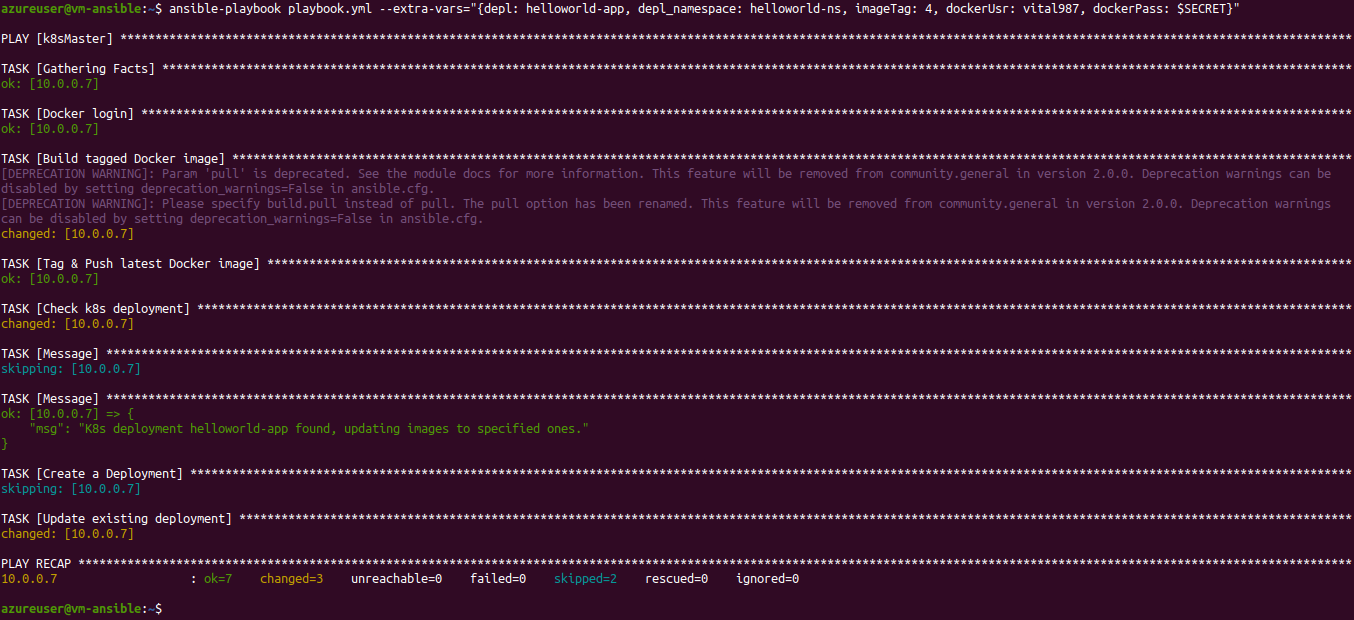 azureuser@vm-ansible:~$ ansible-playbook playbook.yml --extra-vars="{depl: helloworld-app, depl_namespace: helloworld-ns, imageTag: 4, dockerUsr: vital987, dockerPass: $SECRET}"
PLAY [k8sMaster] ********************************************************************************************************************************************************************************
TASK [Gathering Facts] **************************************************************************************************************************************************************************
ok: [10.0.0.7]
TASK [Docker login] *****************************************************************************************************************************************************************************
ok: [10.0.0.7]
TASK [Build tagged Docker image] ****************************************************************************************************************************************************************
[DEPRECATION WARNING]: Param 'pull' is deprecated. See the module docs for more information. This feature will be removed from community.general in version 2.0.0. Deprecation warnings can be
disabled by setting deprecation_warnings=False in ansible.cfg.
[DEPRECATION WARNING]: Please specify build.pull instead of pull. The pull option has been renamed. This feature will be removed from community.general in version 2.0.0. Deprecation warnings
can be disabled by setting deprecation_warnings=False in ansible.cfg.
changed: [10.0.0.7]
TASK [Tag & Push latest Docker image] ***********************************************************************************************************************************************************
ok: [10.0.0.7]
TASK [Check k8s deployment] *********************************************************************************************************************************************************************
changed: [10.0.0.7]
TASK [Message] **********************************************************************************************************************************************************************************
skipping: [10.0.0.7]
TASK [Message] **********************************************************************************************************************************************************************************
ok: [10.0.0.7] => {
    "msg": "K8s deployment helloworld-app found, updating images to specified ones."
}
TASK [Create a Deployment] **********************************************************************************************************************************************************************
skipping: [10.0.0.7]
TASK [Update existing deployment] ***************************************************************************************************************************************************************
changed: [10.0.0.7]
PLAY RECAP **************************************************************************************************************************************************************************************
10.0.0.7                   : ok=7    changed=3    unreachable=0    failed=0    skipped=2    rescued=0    ignored=0
azureuser@vm-ansible:~$